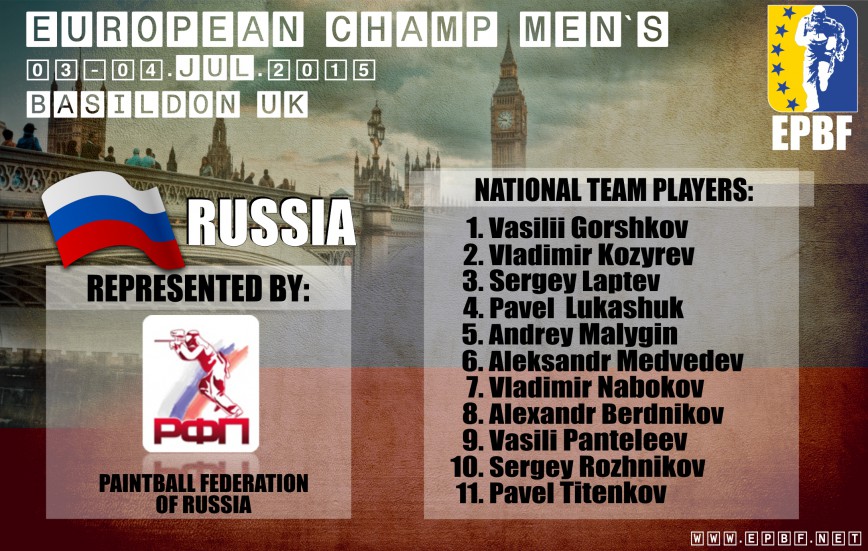 EUROPEAN CHAMP MEN`S
03-04.JUL.2015
BASILDON UK
EPBF
RUSSIA
REPRESENTED BY:
РФП
PAINTBALL FEDERATION
OF RUSSIA
NATIONAL TEAM PLAYERS:
1. Vasilii Gorshkov
2. Vladimir Kozyrev
3. Sergey Laptev
4. Pavel Lukashuk
5. Andrey Malygin
6. Aleksandr Medvedev
7. Vladimir Nabokov
8. Alexandr Berdnikov
9. Vasili Panteleev
10. Sergey Rozhnikov
11. Pavel Titenkov
WWW.EPBF.NET